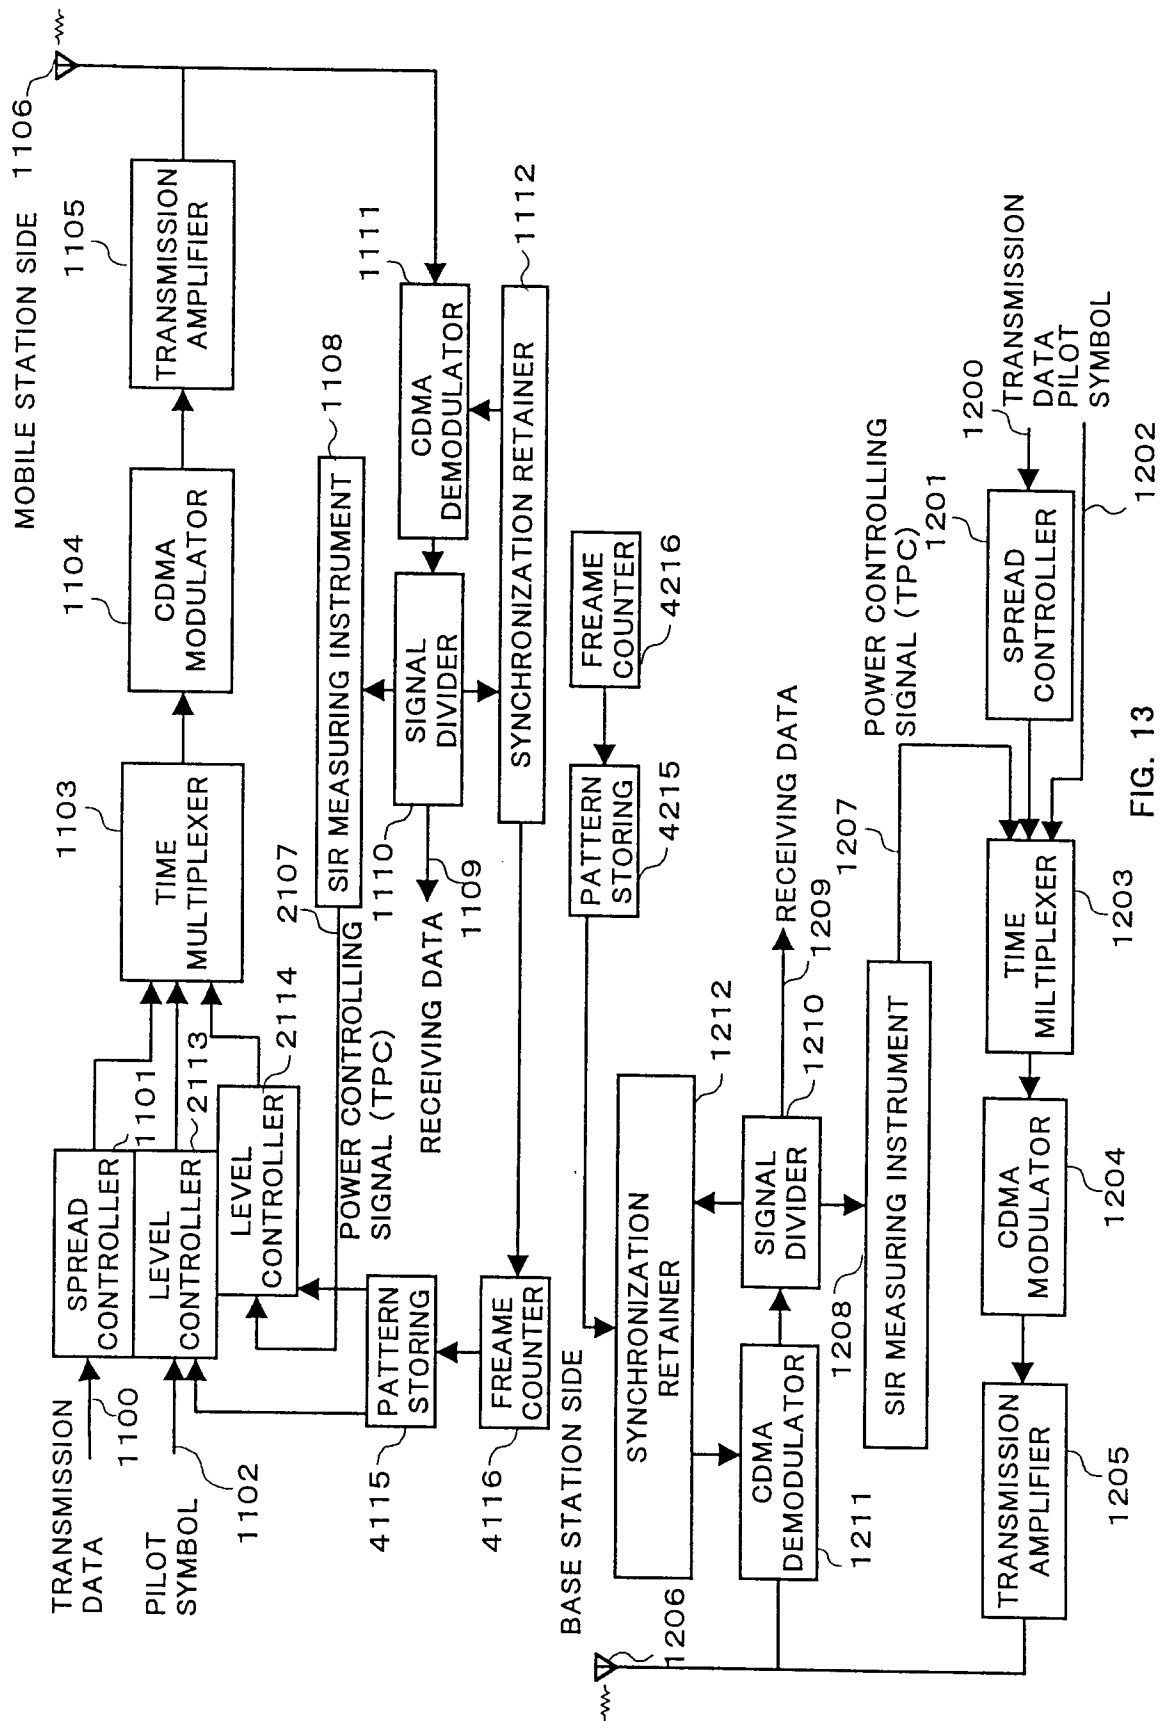 MOBILE STATION SIDE
1106
TRANSMISSION
DATA
1100
PILOT
SYMBOL
1102
SPREAD
CONTROLLER
1101
LEVEL
CONTROLLER
2113
LEVEL
CONTROLLER
2114
TIME
MULTIPLEXER
1103
CDMA
MODULATOR
1104
TRANSMISSION
AMPLIFIER
1105
POWER CONTROLLING
SIGNAL (TPC)
2107
SIR MEASURING INSTRUMENT
1108
PATTERN
STORING
4115
RECEIVING DATA
1109
1110
SIGNAL
DIVIDER
CDMA
DEMODULATOR
1111
FREAME
COUNTER
4116
SYNCHRONIZATION RETAINER
1112
BASE STATION SIDE
1206
PATTERN
STORING
4215
FREAME
COUNTER
4216
SYNCHRONIZATION
RETAINER
1212
CDMA
DEMODULATOR
1211
SIGNAL
DIVIDER
1210
1209
RECEIVING DATA
SIR MEASURING INSTRUMENT
1208
1207
POWER CONTROLLING
SIGNAL (TPC)
TRANSMISSION
AMPLIFIER
1205
CDMA
MODULATOR
1204
TIME
MILTIPLEXER
1203
SPREAD
CONTROLLER
1201
1200
TRANSMISSION
DATA
PILOT
SYMBOL
1202
FIG. 13